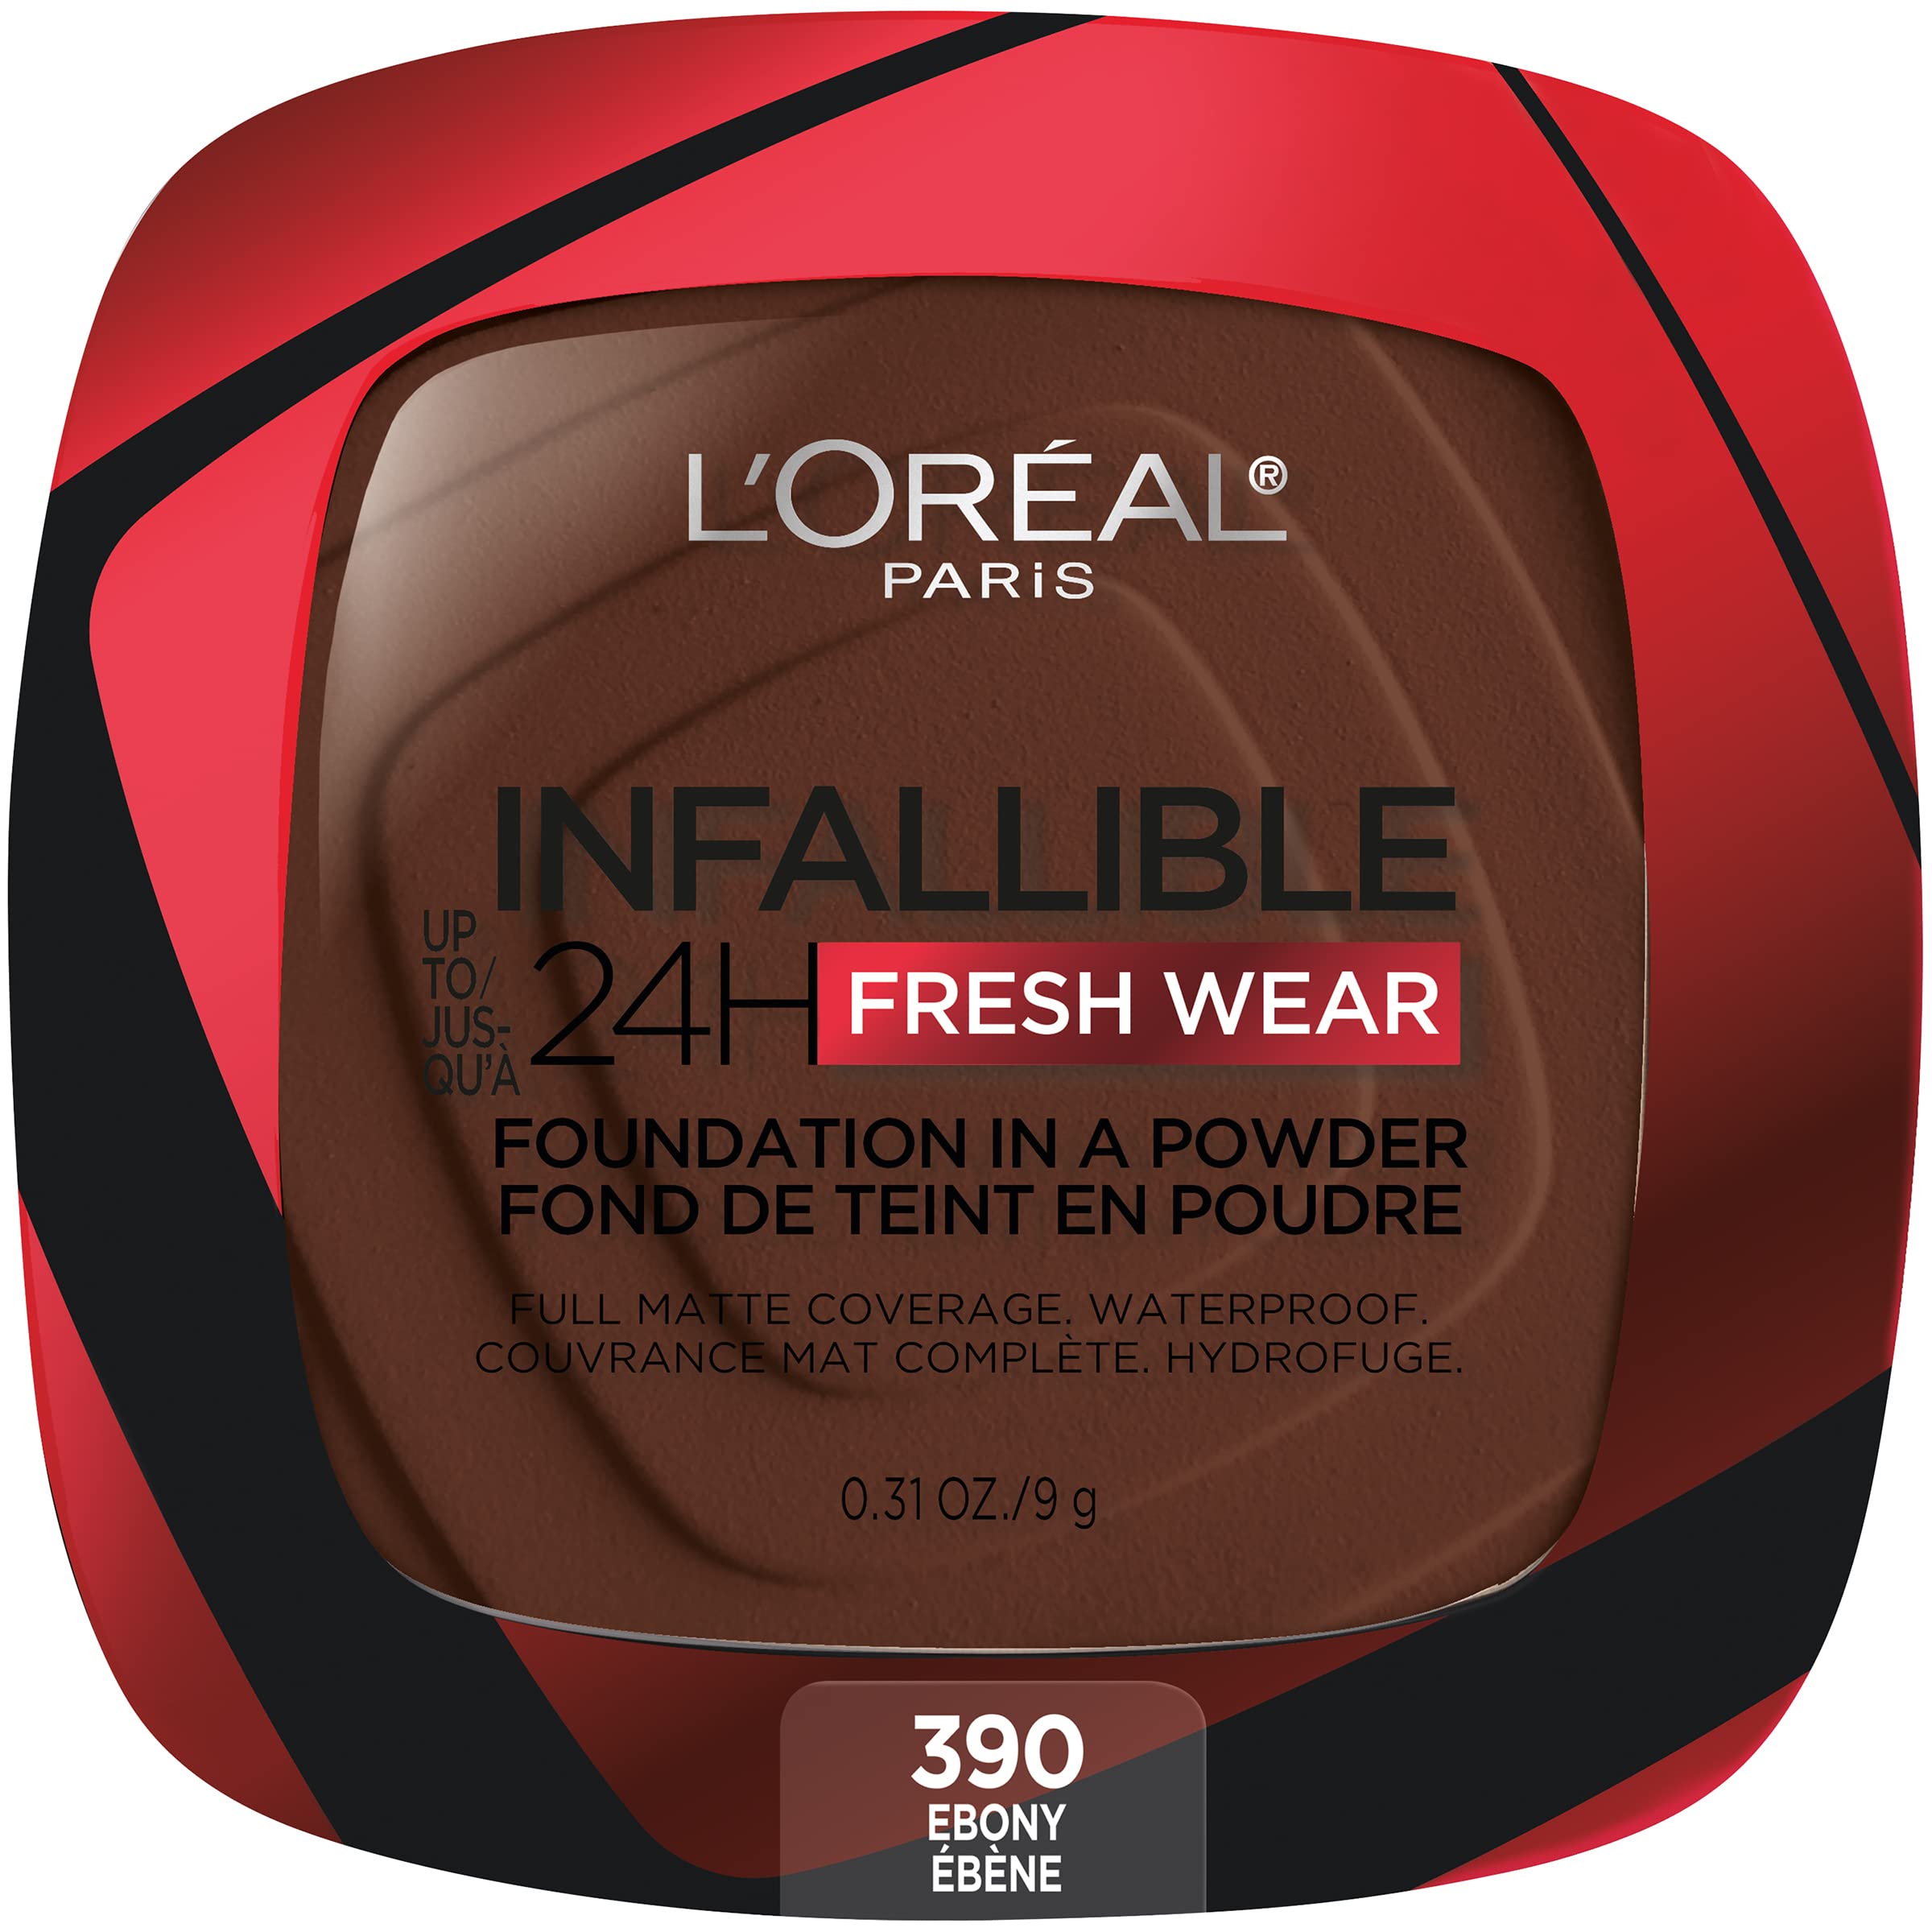 L'ORÉAL®
PARiS
INFALLIBLE
UP
TO/
JUS-
QU'À
24H FRESH WEAR
FOUNDATION IN A POWDER
FOND DE TEINT EN POUDRE
FULL MATTE COVERAGE. WATERPROOF.
COUVRANCE MAT COMPLÈTE. HYDROFUGE.
0.31 OZ./9 g
390
EBONY
ÉBÈNE